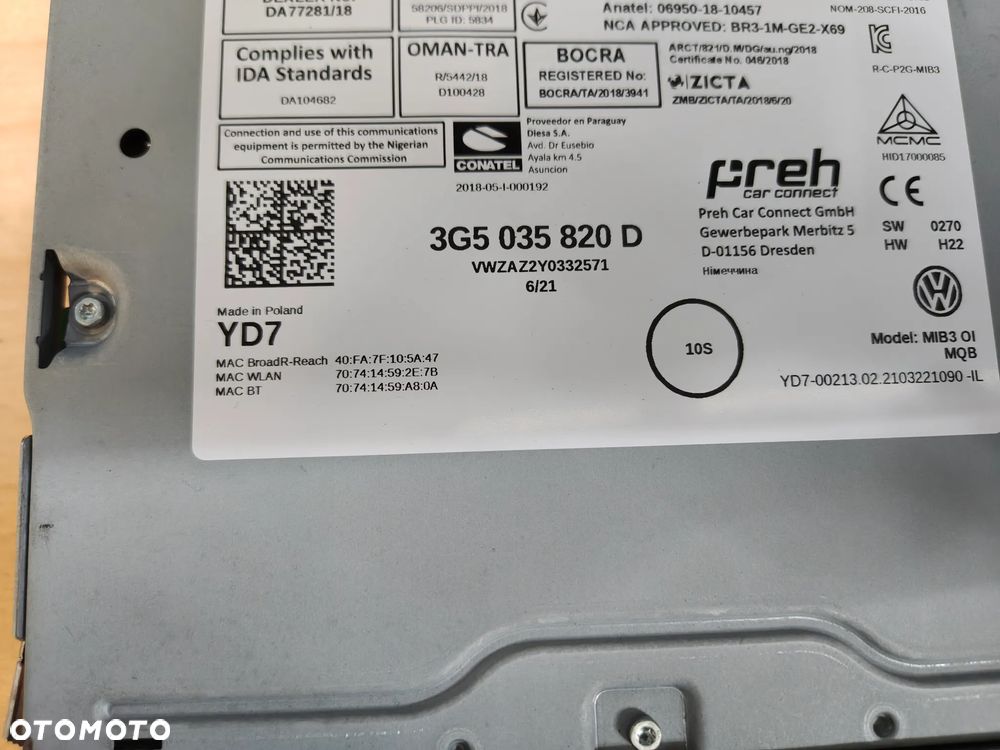 DA77281/18
58206/SDPPI/2018
PLG ID: 5834
Anatel: 06950-18-10457
NCA APPROVED: BR3-1M-GE2-X69
NOM-208-SCFI-2016
Complies with
IDA Standards
DA104682
OMAN-TRA
R/5442/18
D100428
BOCRA
REGISTERED No:
BOCRA/TA/2018/3941
ARCT/821/D.M/DG/au.ng/2018
Certificate No. 046/2018
ZICTA
ZMB/ZICTA/TA/2018/6/20
R-C-P2G-MIB3
MCMC
HID17000085
Connection and use of this communications
equipment is permitted by the Nigerian
Communications Commission
CONATEL
2018-05-I-000192
Proveedor en Paraguay
Diesa S.A.
Avd. Dr Eusebio
Ayala km 4.5
Asuncion
preh
car connect
Preh Car Connect GmbH
Gewerbepark Merbitz 5
D-01156 Dresden
Німеччина
CE
SW 0270
HW H22
3G5 035 820 D
VWZAZ2Y0332571
6/21
Made in Poland
YD7
MAC BroadR-Reach 40:FA:7F:10:5A:47
MAC WLAN 70:74:14:59:2E:7B
MAC BT 70:74:14:59:A8:0A
10S
Model: MIB3 OI
MQB
YD7-00213.02.2103221090 -IL
OTOMOTO